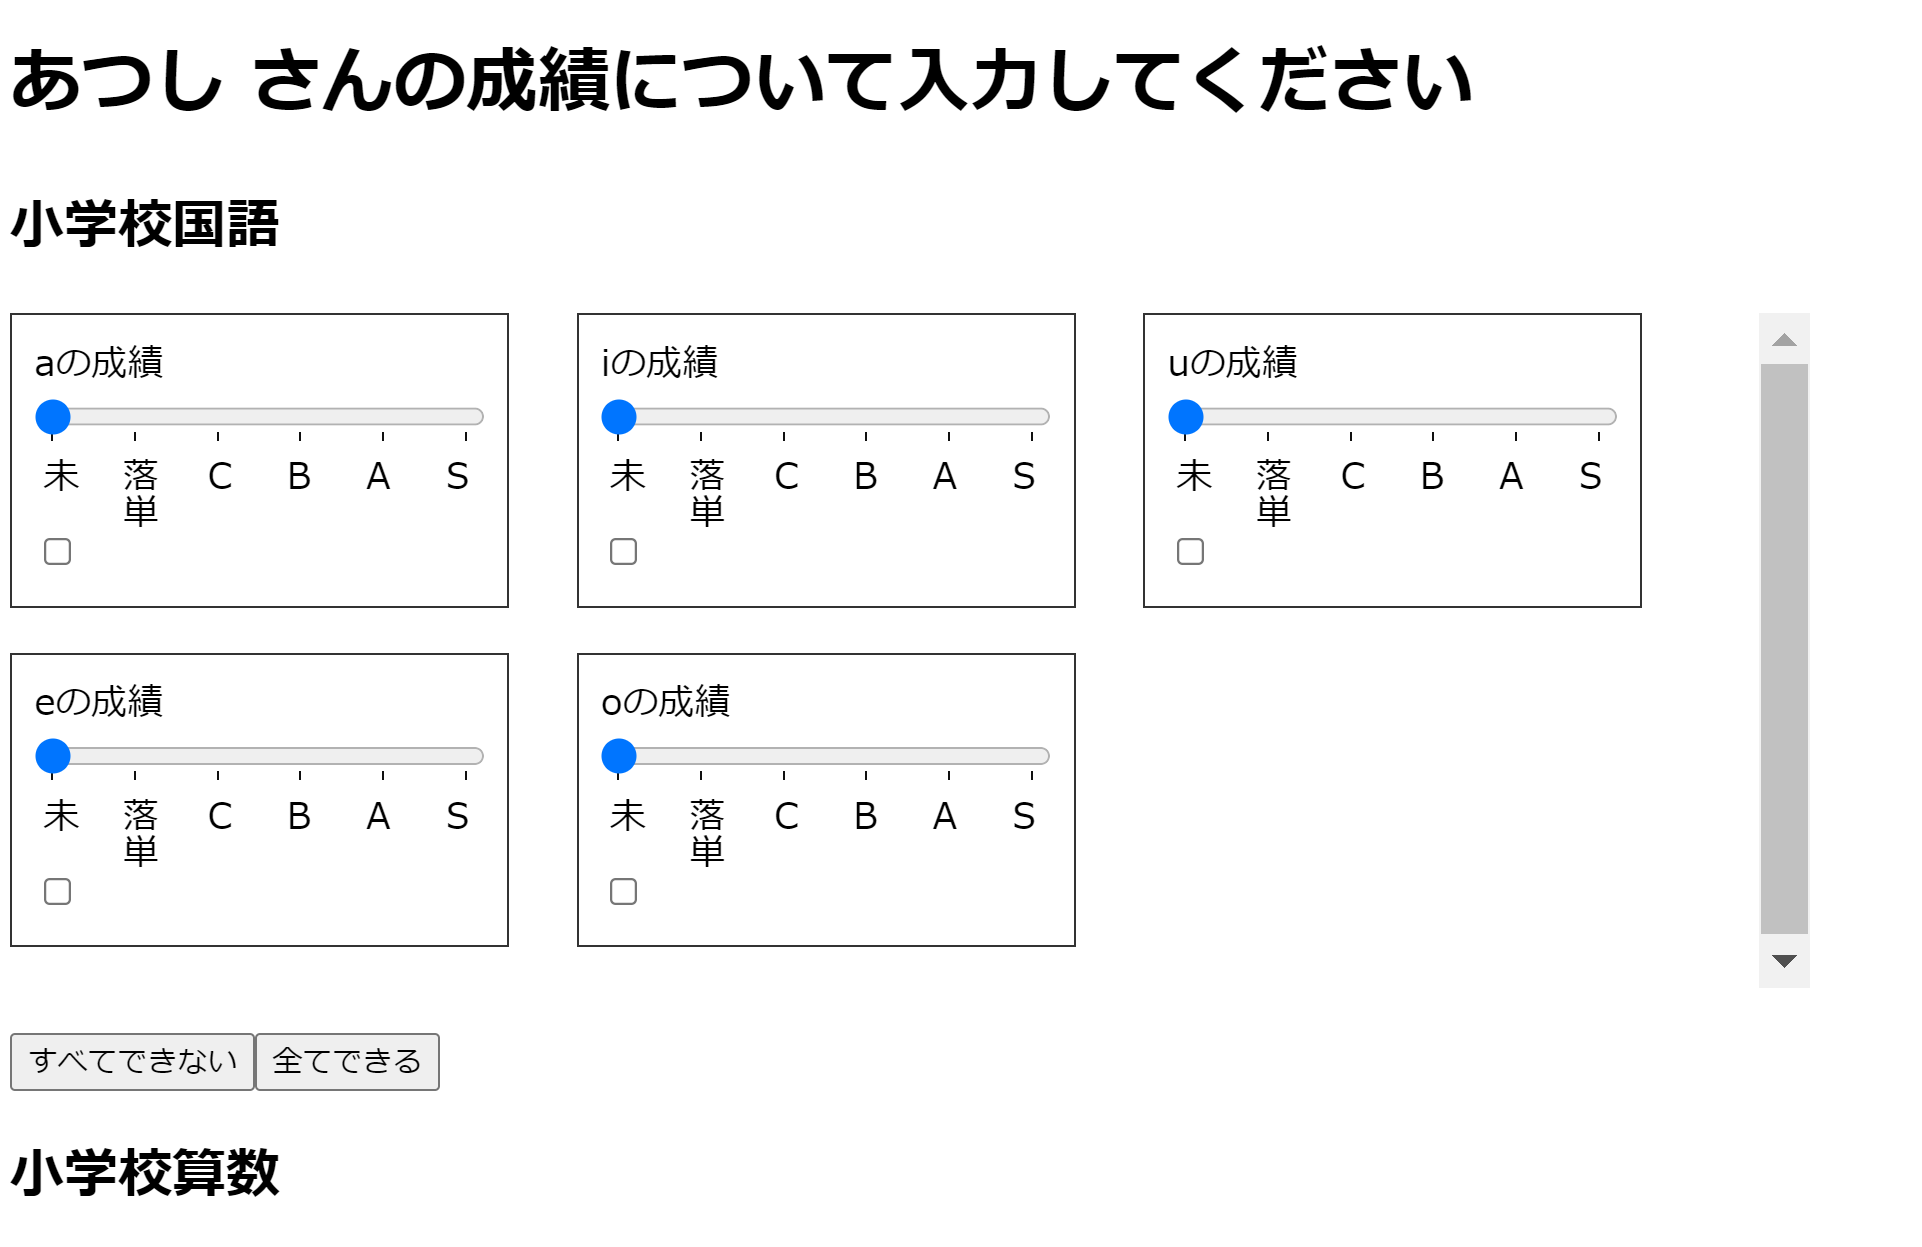 あつし さんの成績について入力してください
小学校国語
aの成績
未 落単 C B A S
iの成績
未 落単 C B A S
uの成績
未 落単 C B A S
eの成績
未 落単 C B A S
oの成績
未 落単 C B A S
すべてできない 全てできる
小学校算数